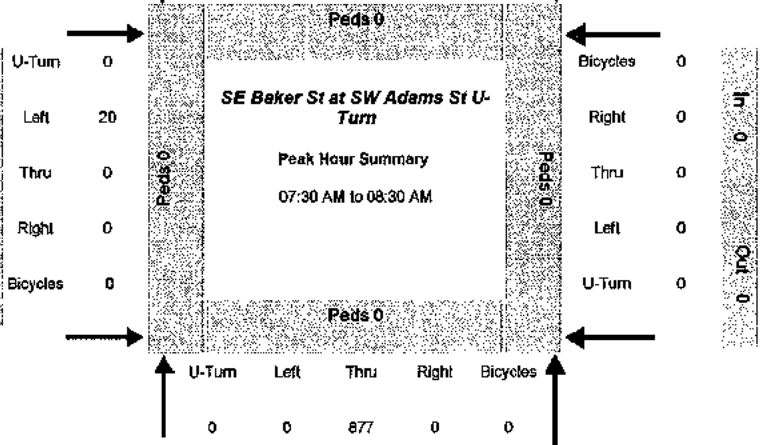 Peds 0
U-Turn 0
Left 20
Thru 0
Right 0
Bicycles 0
Peds 0
SE Baker St at SW Adams St U-
Turn
Peak Hour Summary
07:30 AM to 08:30 AM
Peds 0
Bicycles 0
Right 0
Thru 0
Left 0
U-Turn 0
In 0
Out 0
Peds 0
U-Turn Left Thru Right Bicycles
0 0 877 0 0